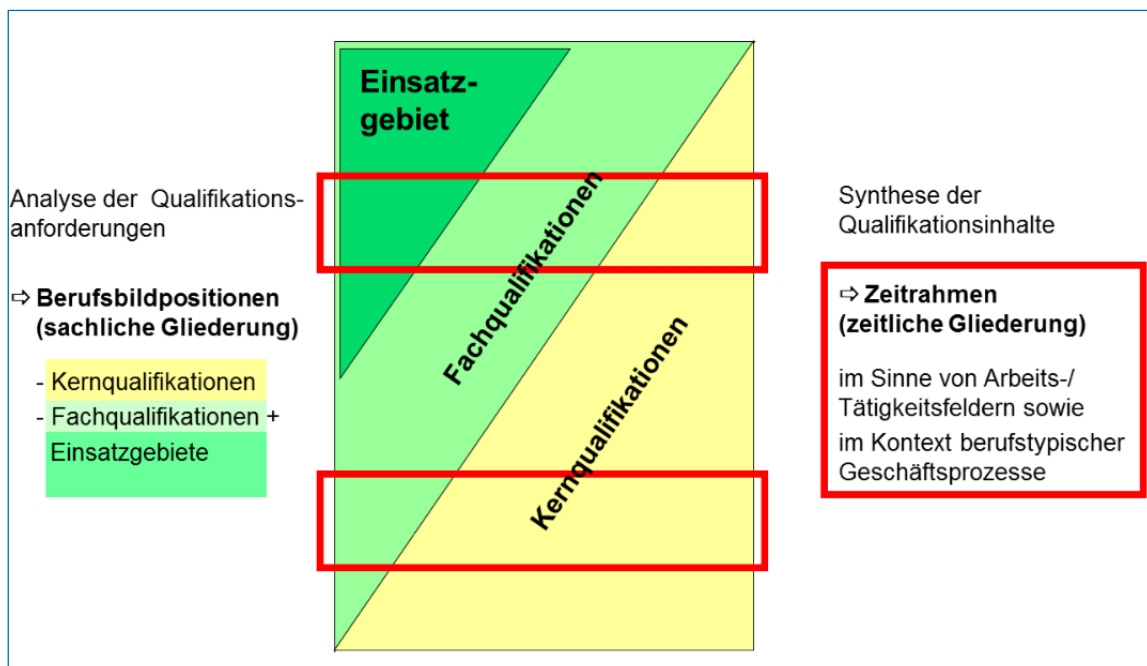 Einsatz-
gebiet
Fachqualifikationen
Kernqualifikationen
Analyse der Qualifikations-
anforderungen
⇨ Berufsbildpositionen
(sachliche Gliederung)
- Kernqualifikationen
- Fachqualifikationen +
Einsatzgebiete
Synthese der
Qualifikationsinhalte
⇨ Zeitrahmen
(zeitliche Gliederung)
im Sinne von Arbeits-/
Tätigkeitsfeldern sowie
im Kontext berufstypischer
Geschäftsprozesse